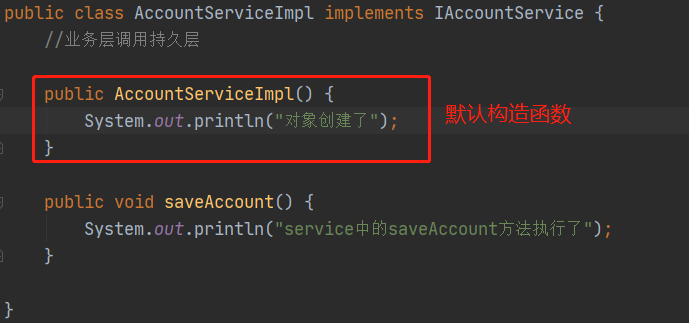 public class AccountServiceImpl implements IAccountService {
//业务层调用持久层
public AccountServiceImpl() {
System.out.println("对象创建了");
默认构造函数
}
public void saveAccount() {
System.out.println("service中的saveAccount方法执行了");
}
}